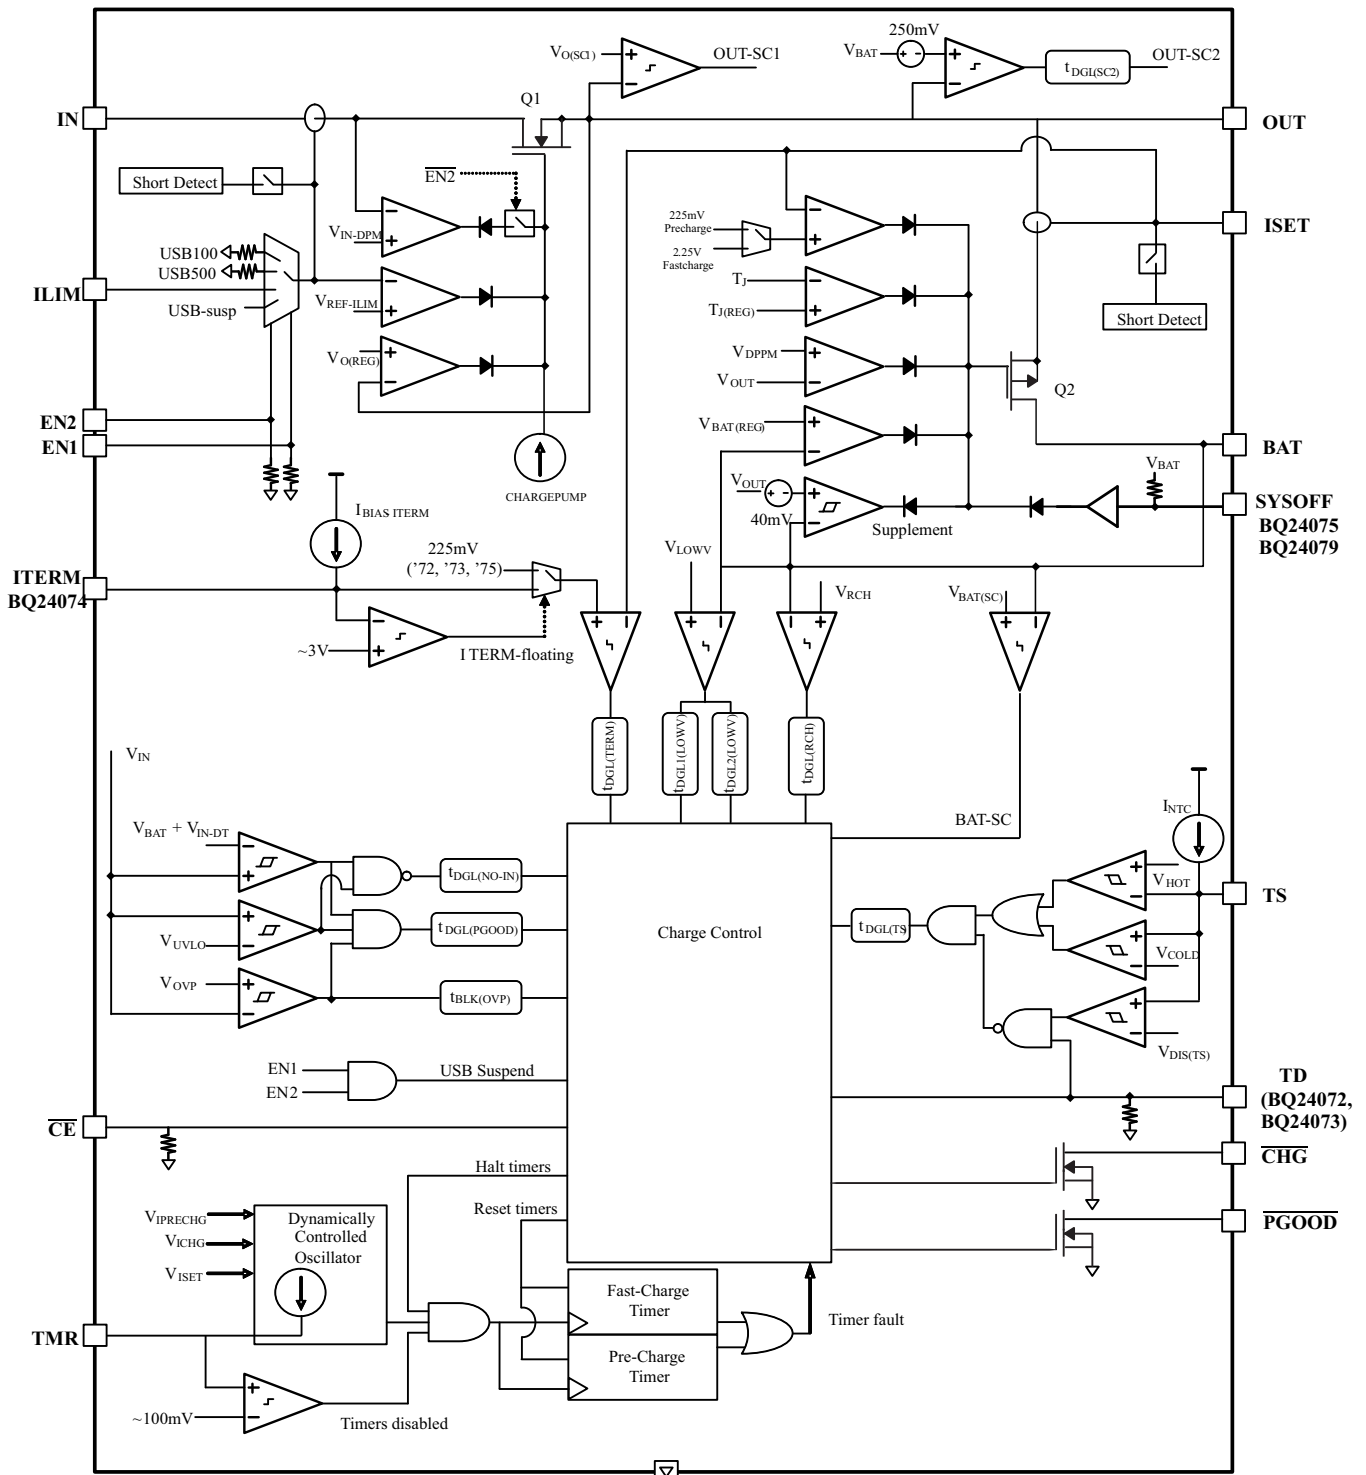 250mV
VO(SC1)
OUT-SC1
VBAT
tDGL(SC2)
OUT-SC2
Q1
IN
OUT
Short Detect
EN2
225mV
Precharge
2.25V
Fastcharge
ISET
VIN-DPM
USB100
USB500
ILIM
USB-susp
VREF-ILIM
TJ
TJ(REG)
Short Detect
VO(REG)
VDPPM
VOUT
Q2
EN2
EN1
VBAT(REG)
BAT
CHARGEPUMP
VOUT
40mV
Supplement
VBAT
SYSOFF
BQ24075
BQ24079
IBIAS ITERM
225mV
('72, '73, '75)
VLOWV
VRCH
VBAT(SC)
ITERM
BQ24074
~3V
I TERM-floating
tDGL(TERM)
tDGL1(LOWV)
tDGL2(LOWV)
tDGL(RCH)
VIN
BAT-SC
INTC
VBAT + VIN-DT
tDGL(NO-IN)
VHOT
TS
VUVLO
tDGL(PGOOD)
Charge Control
tDGL(TS)
VCOLD
VOVP
tBLK(OVP)
VDIS(TS)
EN1
EN2
USB Suspend
TD
(BQ24072,
BQ24073)
CE
CHG
Halt timers
Reset timers
PGOOD
VIPRECHG
VICHG
VISET
Dynamically
Controlled
Oscillator
Fast-Charge
Timer
Timer fault
TMR
Pre-Charge
Timer
~100mV
Timers disabled